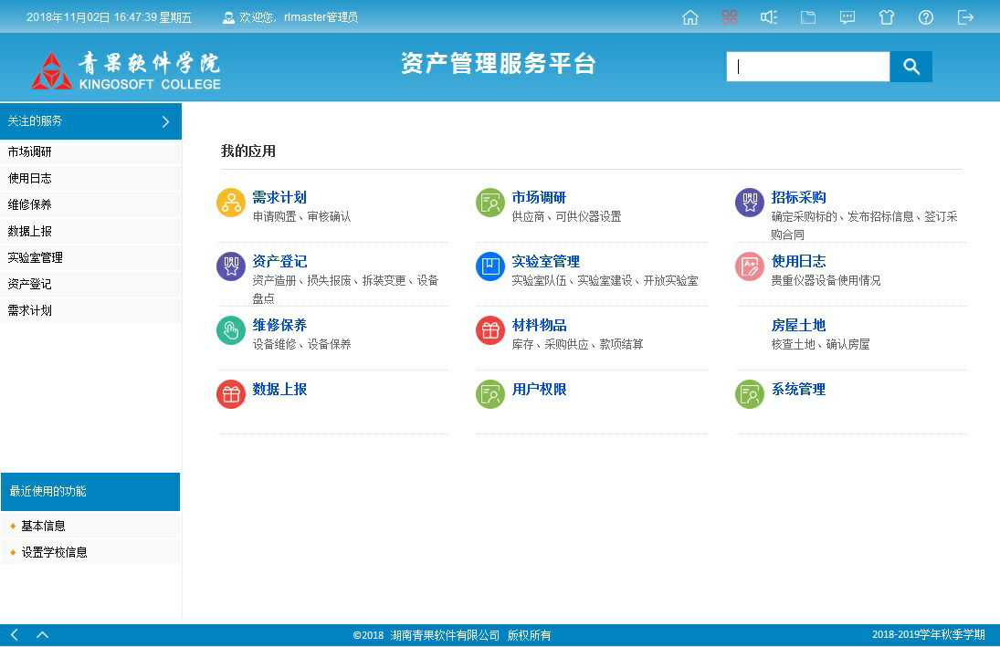 2018年11月02日 16:47:39 星期五
欢迎您，rlmaster管理员
青果软件学院
KINGOSOFT COLLEGE
资产管理服务平台
关注的服务
市场调研
使用日志
维修保养
数据上报
实验室管理
资产登记
需求计划
最近使用的功能
基本信息
设置学校信息
我的应用
需求计划
申请购置、审核确认
市场调研
供应商、可供仪器设置
招标采购
确定采购标的、发布招标信息、签订采
购合同
资产登记
资产造册、损失报废、拆装变更、设备
盘点
实验室管理
实验室队伍、实验室建设、开放实验室
使用日志
贵重仪器设备使用情况
维修保养
设备维修、设备保养
材料物品
库存、采购供应、款项结算
房屋土地
核查土地、确认房屋
数据上报
用户权限
系统管理
©2018 湖南青果软件有限公司 版权所有
2018-2019学年秋季学期